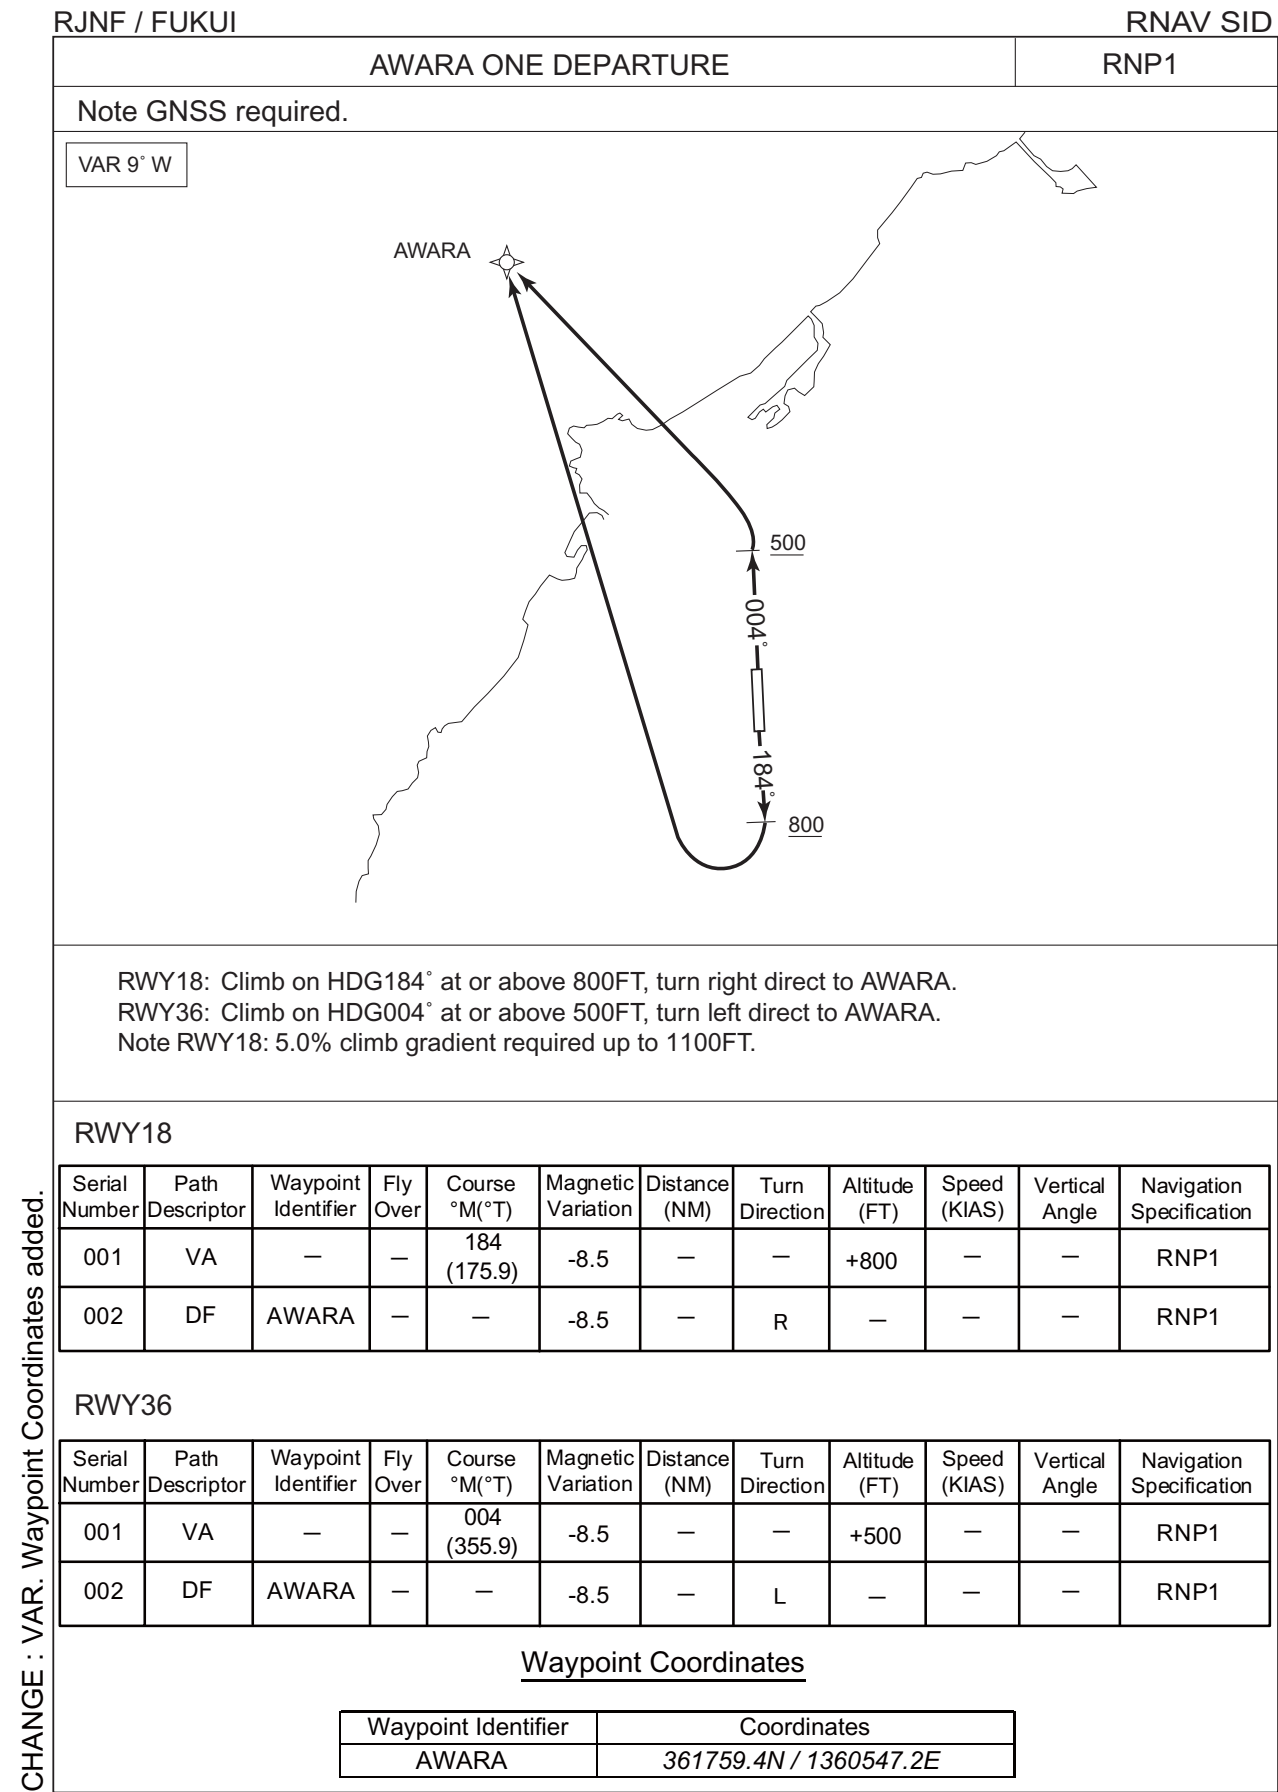 RJNF / FUKUI
RNAV SID
AWARA ONE DEPARTURE
RNP1
Note GNSS required.
VAR 9˚ W
AWARA
500
004˚
184˚
800
RWY18: Climb on HDG184˚ at or above 800FT, turn right direct to AWARA.
RWY36: Climb on HDG004˚ at or above 500FT, turn left direct to AWARA.
Note RWY18: 5.0% climb gradient required up to 1100FT.
RWY18
Serial Number | Path Descriptor | Waypoint Identifier | Fly Over | Course °M(°T) | Magnetic Variation | Distance (NM) | Turn Direction | Altitude (FT) | Speed (KIAS) | Vertical Angle | Navigation Specification
001 | VA | — | — | 184 (175.9) | -8.5 | — | — | +800 | — | — | RNP1
002 | DF | AWARA | — | — | -8.5 | — | R | — | — | — | RNP1
RWY36
Serial Number | Path Descriptor | Waypoint Identifier | Fly Over | Course °M(°T) | Magnetic Variation | Distance (NM) | Turn Direction | Altitude (FT) | Speed (KIAS) | Vertical Angle | Navigation Specification
001 | VA | — | — | 004 (355.9) | -8.5 | — | — | +500 | — | — | RNP1
002 | DF | AWARA | — | — | -8.5 | — | L | — | — | — | RNP1
Waypoint Coordinates
Waypoint Identifier | Coordinates
AWARA | 361759.4N / 1360547.2E
CHANGE : VAR. Waypoint Coordinates added.